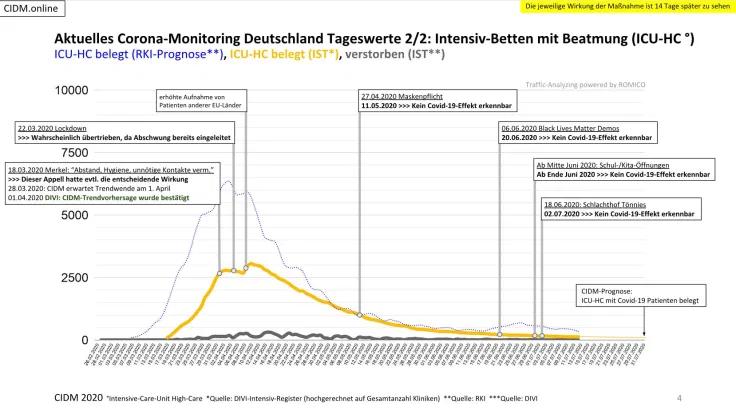 CIDM.online
Die jeweilige Wirkung der Maßnahme ist 14 Tage später zu sehen
Aktuelles Corona-Monitoring Deutschland Tageswerte 2/2: Intensiv-Betten mit Beatmung (ICU-HC °)
ICU-HC belegt (RKI-Prognose**), ICU-HC belegt (IST*), verstorben (IST**)
Traffic-Analyzing powered by ROMICO
10000
7500
5000
2500
0
erhöhte Aufnahme von
Patienten anderer EU-Länder
27.04.2020 Maskenpflicht
11.05.2020 >>> Kein Covid-19-Effekt erkennbar
22.03.2020 Lockdown
>>> Wahrscheinlich übertrieben, da Abschwung bereits eingeleitet
06.06.2020 Black Lives Matter Demos
20.06.2020 >>> Kein Covid-19-Effekt erkennbar
18.03.2020 Merkel: "Abstand, Hygiene, unnötige Kontakte verm."
>>> Dieser Appell hatte evtl. die entscheidende Wirkung
28.03.2020: CIDM erwartet Trendwende am 1. April
01.04.2020 DIVI: CIDM-Trendvorhersage wurde bestätigt
Ab Mitte Juni 2020: Schul-/Kita-Öffnungen
Ab Ende Juni 2020 >>> Kein Covid-19-Effekt erkennbar
18.06.2020: Schlachthof Tönnies
02.07.2020 >>> Kein Covid-19-Effekt erkennbar
CIDM-Prognose:
ICU-HC mit Covid-19 Patienten belegt
CIDM 2020 °Intensive-Care-Unit High-Care *Quelle: DIVI-Intensiv-Register (hochgerechnet auf Gesamtanzahl Kliniken) **Quelle: RKI ***Quelle: DIVI
4